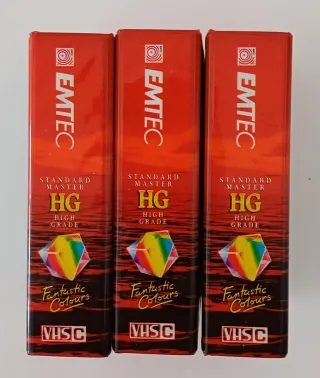 EMTEC
STANDARD
MASTER
HG
HIGH
GRADE
Fantastic
Colours
VHS C
EMTEC
STANDARD
MASTER
HG
HIGH
GRADE
Fantastic
Colours
VHS C
EMTEC
STANDARD
MASTER
HG
HIGH
GRADE
Fantastic
Colours
VHS C